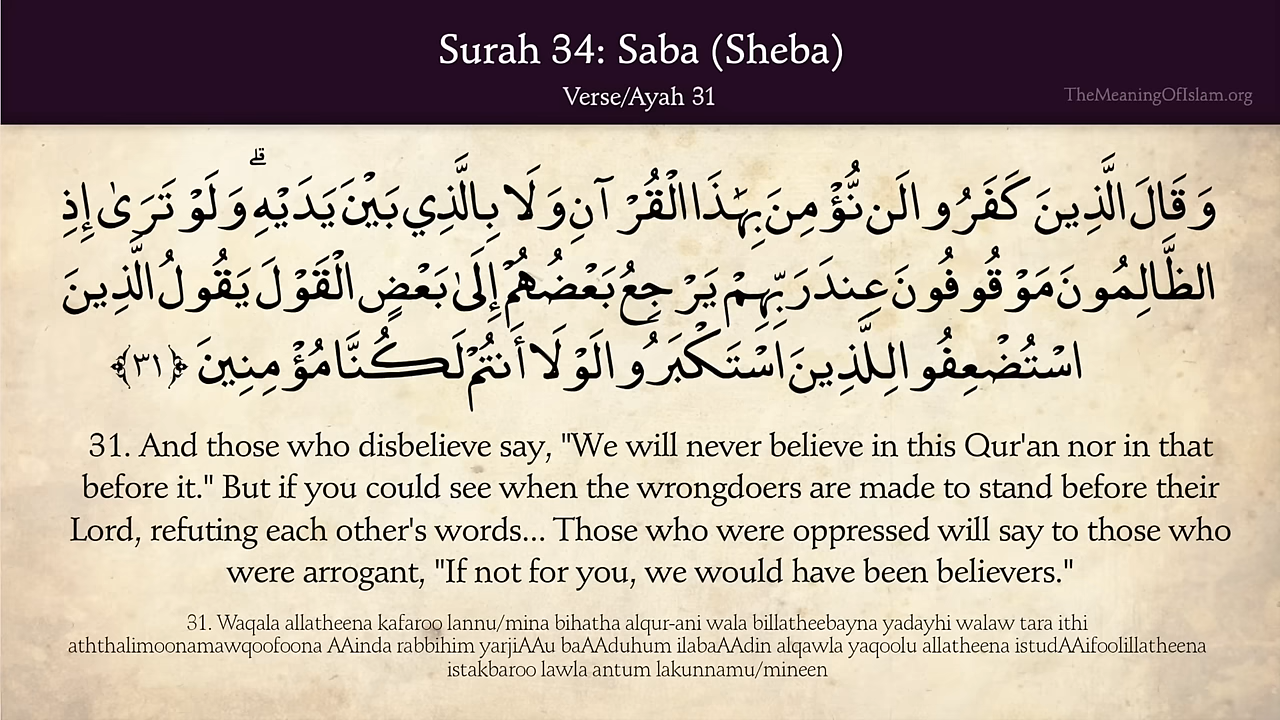 Surah 34: Saba (Sheba)
Verse/Ayah 31
TheMeaningOfIslam.org
وَقَالَ الَّذِينَ كَفَرُوا لَن نُّؤْمِنَ بِهَٰذَا الْقُرْآنِ وَلَا بِالَّذِي بَيْنَ يَدَيْهِ ۗ وَلَوْ تَرَىٰ إِذِ
الظَّالِمُونَ مَوْقُوفُونَ عِندَ رَبِّهِمْ يَرْجِعُ بَعْضُهُمْ إِلَىٰ بَعْضٍ الْقَوْلَ يَقُولُ الَّذِينَ
اسْتُضْعِفُوا لِلَّذِينَ اسْتَكْبَرُوا لَوْلَا أَنتُمْ لَكُنَّا مُؤْمِنِينَ ﴿٣١﴾
31. And those who disbelieve say, "We will never believe in this Qur'an nor in that
before it." But if you could see when the wrongdoers are made to stand before their
Lord, refuting each other's words... Those who were oppressed will say to those who
were arrogant, "If not for you, we would have been believers."
31. Waqala allatheena kafaroo lannu/mina bihatha alqur-ani wala billatheebayna yadayhi walaw tara ithi
aththalimoonamawqoofoona AAinda rabbihim yarjiAAu baAAduhum ilabaAAdin alqawla yaqoolu allatheena istudAAifoolillatheena
istakbaroo lawla antum lakunnamu/mineen